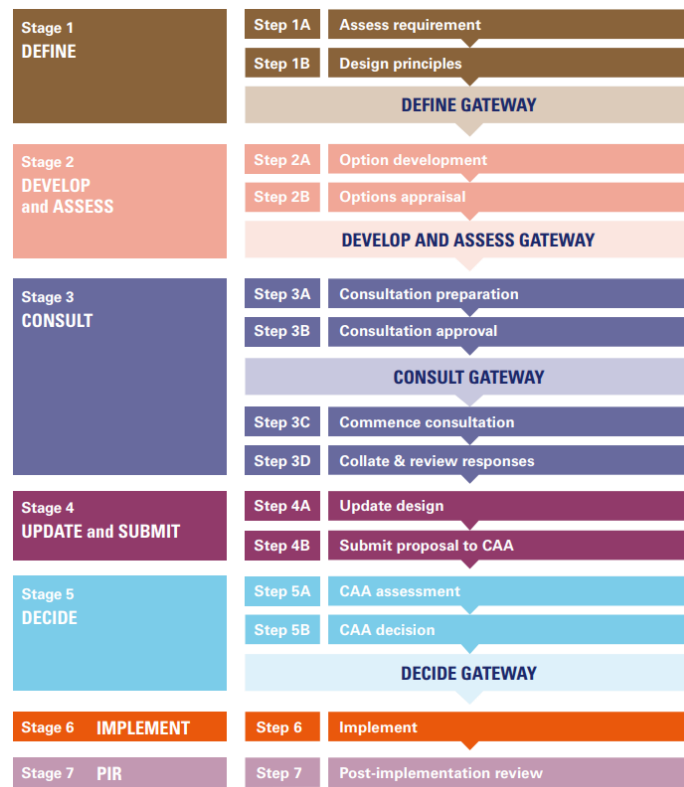 Stage 1
DEFINE
Step 1A Assess requirement
Step 1B Design principles
DEFINE GATEWAY
Stage 2
DEVELOP
and ASSESS
Step 2A Option development
Step 2B Options appraisal
DEVELOP AND ASSESS GATEWAY
Stage 3
CONSULT
Step 3A Consultation preparation
Step 3B Consultation approval
CONSULT GATEWAY
Step 3C Commence consultation
Step 3D Collate & review responses
Stage 4
UPDATE and SUBMIT
Step 4A Update design
Step 4B Submit proposal to CAA
Stage 5
DECIDE
Step 5A CAA assessment
Step 5B CAA decision
DECIDE GATEWAY
Stage 6 IMPLEMENT
Step 6 Implement
Stage 7 PIR
Step 7 Post-implementation review